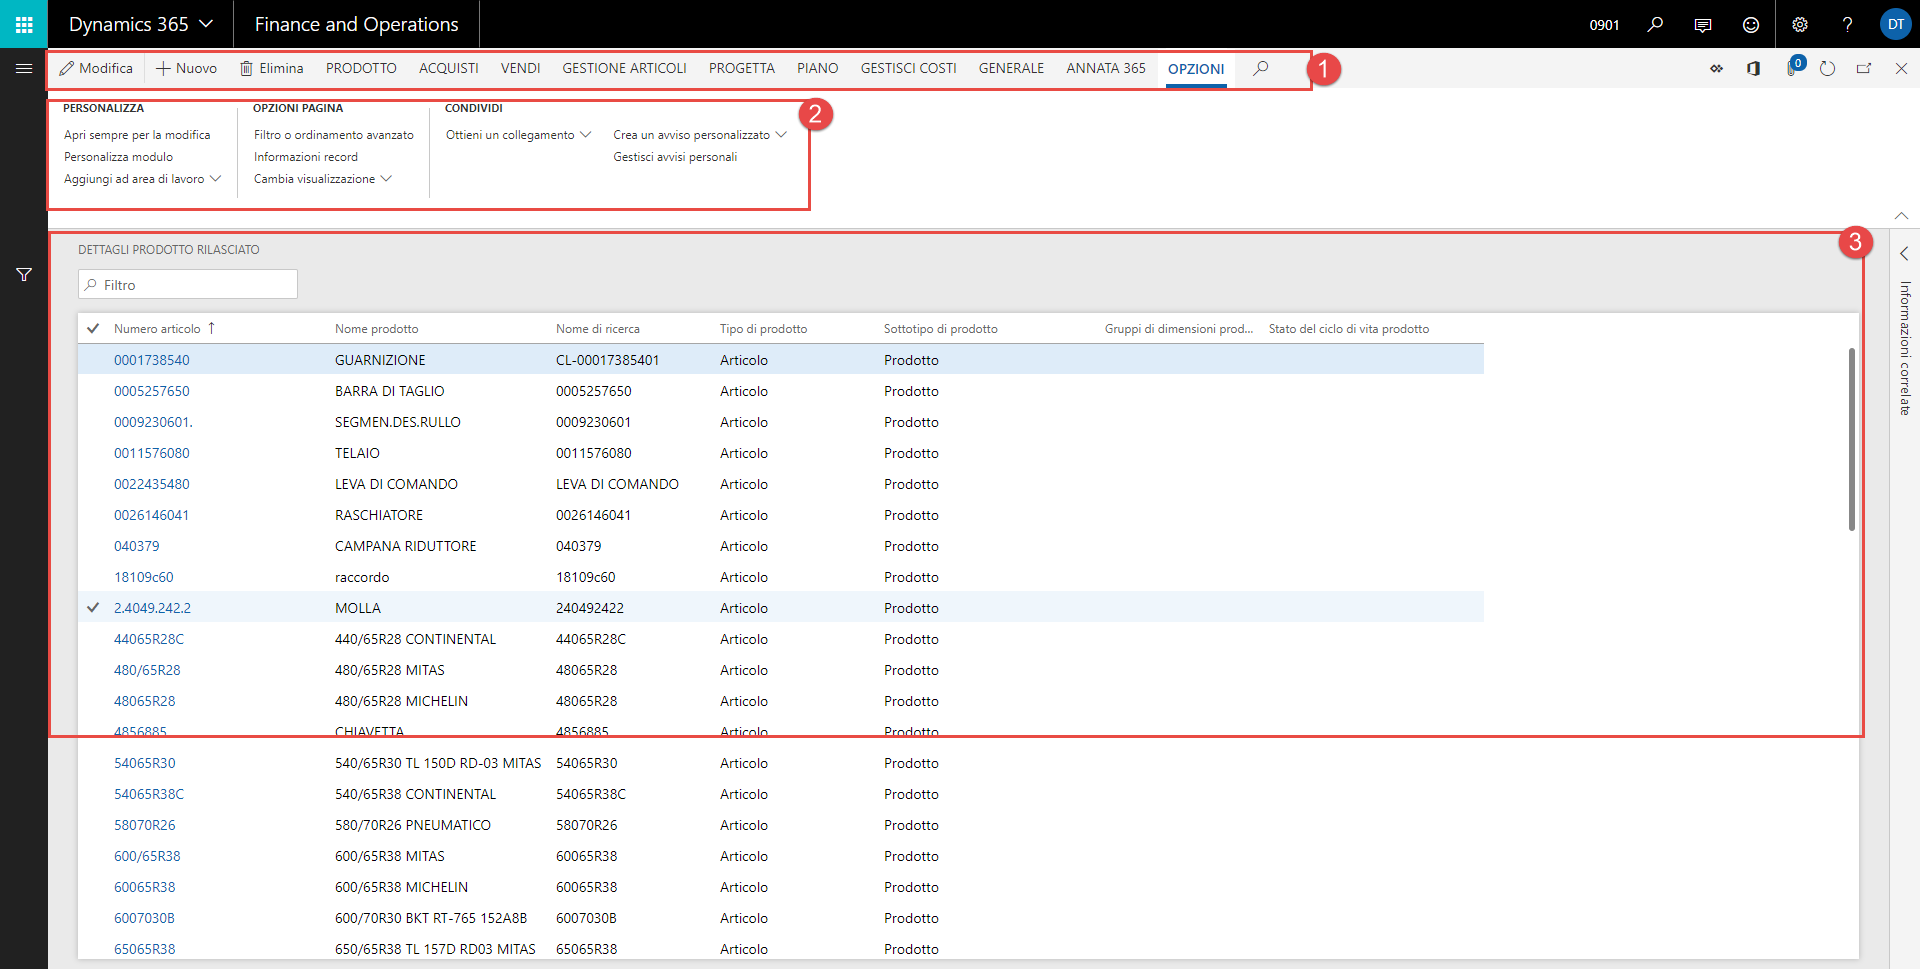 Dynamics 365 Finance and Operations 0901 ? DT
Modifica Nuovo Elimina PRODOTTO ACQUISTI VENDI GESTIONE ARTICOLI PROGETTA PIANO GESTISCI COSTI GENERALE ANNATA 365 OPZIONI 1 0
PERSONALIZZA OPZIONI PAGINA CONDIVIDI 2
Apri sempre per la modifica Filtro o ordinamento avanzato Ottieni un collegamento Crea un avviso personalizzato
Personalizza modulo Informazioni record Gestisci avvisi personali
Aggiungi ad area di lavoro Cambia visualizzazione
3
DETTAGLI PRODOTTO RILASCIATO
Filtro
Informazioni correlate
Numero articolo Nome prodotto Nome di ricerca Tipo di prodotto Sottotipo di prodotto Gruppi di dimensioni prod... Stato del ciclo di vita prodotto
0001738540 GUARNIZIONE CL-00017385401 Articolo Prodotto
0005257650 BARRA DI TAGLIO 0005257650 Articolo Prodotto
0009230601. SEGMEN.DES.RULLO 0009230601 Articolo Prodotto
0011576080 TELAIO 0011576080 Articolo Prodotto
0022435480 LEVA DI COMANDO LEVA DI COMANDO Articolo Prodotto
0026146041 RASCHIATORE 0026146041 Articolo Prodotto
040379 CAMPANA RIDUTTORE 040379 Articolo Prodotto
18109c60 raccordo 18109c60 Articolo Prodotto
2.4049.242.2 MOLLA 240492422 Articolo Prodotto
44065R28C 440/65R28 CONTINENTAL 44065R28C Articolo Prodotto
480/65R28 480/65R28 MITAS 48065R28 Articolo Prodotto
48065R28 480/65R28 MICHELIN 48065R28 Articolo Prodotto
4856885 CHIAVETTA 4856885 Articolo Prodotto
54065R30 540/65R30 TL 150D RD-03 MITAS 54065R30 Articolo Prodotto
54065R38C 540/65R38 CONTINENTAL 54065R38C Articolo Prodotto
58070R26 580/70R26 PNEUMATICO 58070R26 Articolo Prodotto
600/65R38 600/65R38 MITAS 60065R38 Articolo Prodotto
60065R38 600/65R38 MICHELIN 60065R38 Articolo Prodotto
6007030B 600/70R30 BKT RT-765 152A8B 6007030B Articolo Prodotto
65065R38 650/65R38 TL 157D RD03 MITAS 65065R38 Articolo Prodotto